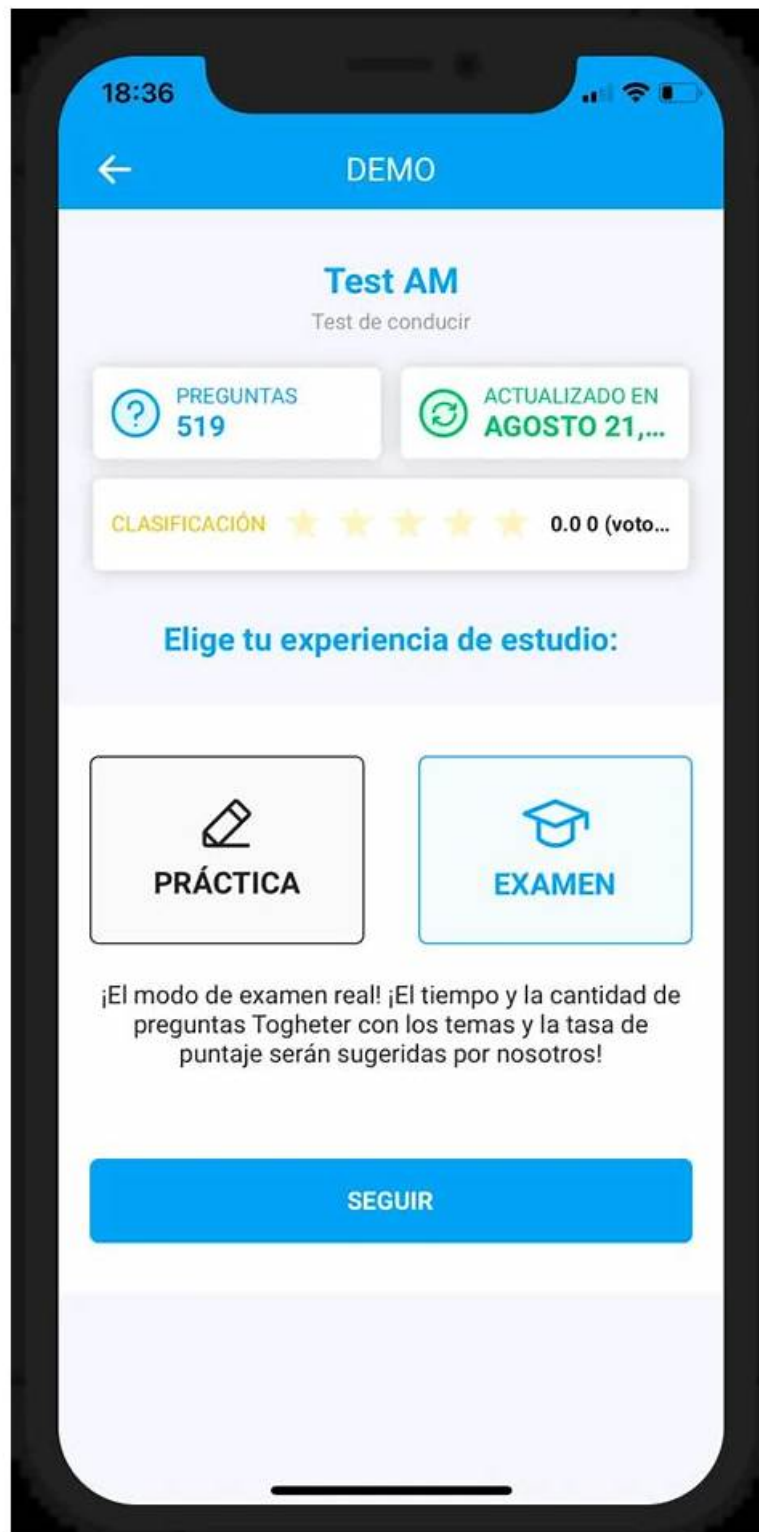 18:36
DEMO
Test AM
Test de conducir
PREGUNTAS
519
ACTUALIZADO EN
AGOSTO 21,...
CLASIFICACIÓN 0.0 0 (voto...
Elige tu experiencia de estudio:
PRÁCTICA
EXAMEN
¡El modo de examen real! ¡El tiempo y la cantidad de
preguntas Togheter con los temas y la tasa de
puntaje serán sugeridas por nosotros!
SEGUIR